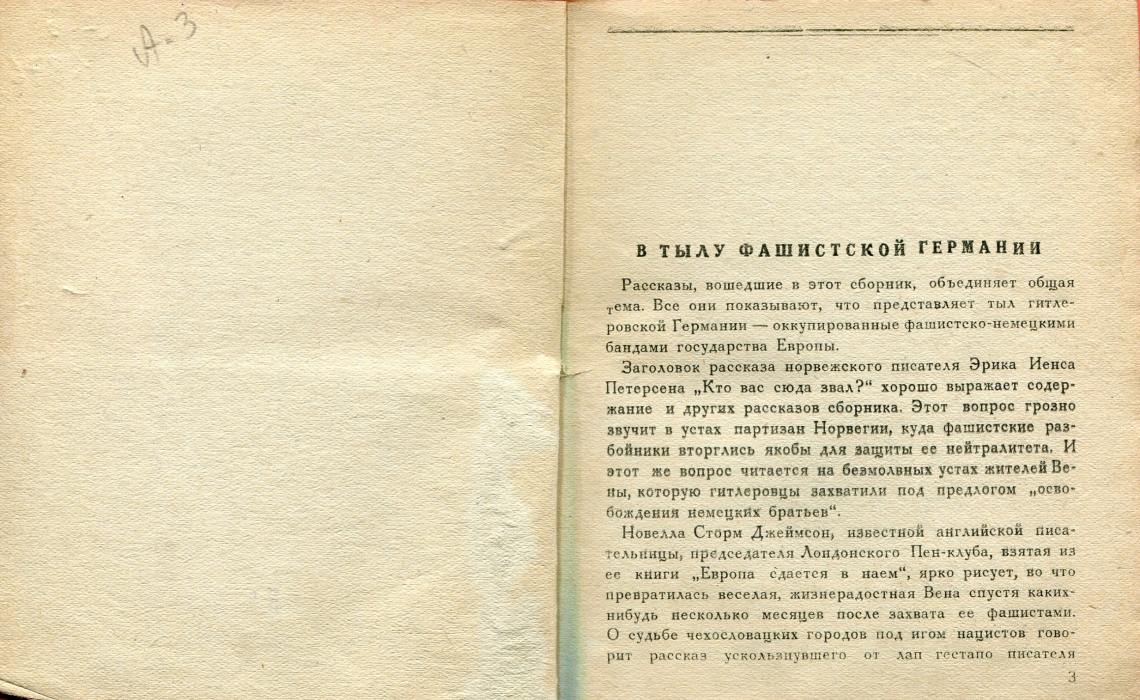 А-3
В ТЫЛУ ФАШИСТСКОЙ ГЕРМАНИИ
Рассказы, вошедшие в этот сборник, объединяет общая
тема. Все они показывают, что представляет тыл гитле-
ровской Германии — оккупированные фашистско-немецкими
бандами государства Европы.
Заголовок рассказа норвежского писателя Эрика Иенса
Петерсена „Кто вас сюда звал?“ хорошо выражает содер-
жание и других рассказов сборника. Этот вопрос грозно
звучит в устах партизан Норвегии, куда фашистские раз-
бойники вторглись якобы для защиты ее нейтралитета. И
этот же вопрос читается на безмолвных устах жителей Ве-
ны, которую гитлеровцы захватили под предлогом „осво-
бождения немецких братьев“.
Новелла Сторм Джеймсон, известной английской писа-
тельницы, председателя Лондонского Пен-клуба, взятая из
ее книги „Европа сдается в наем“, ярко рисует, во что
превратилась веселая, жизнерадостная Вена спустя каких-
нибудь несколько месяцев после захвата ее фашистами.
О судьбе чехословацких городов под игом нацистов гово-
рит рассказ ускользнувшего от лап гестапо писателя
3